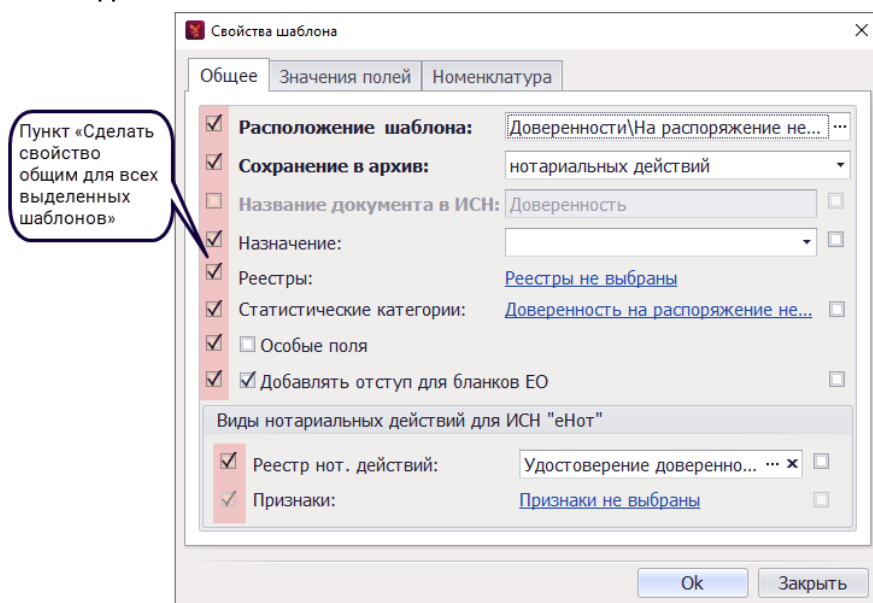 Свойства шаблона
Общее Значения полей Номенклатура
Пункт «Сделать
свойство
общим для всех
выделенных
шаблонов»
Расположение шаблона: Доверенности\На распоряжение не... ...
Сохранение в архив: нотариальных действий
Название документа в ИСН: Доверенность
Назначение:
Реестры: Реестры не выбраны
Статистические категории: Доверенность на распоряжение не...
Особые поля
Добавлять отступ для бланков ЕО
Виды нотариальных действий для ИСН "еНот"
Реестр нот. действий: Удостоверение доверенно... ... x
Признаки: Признаки не выбраны
Ok Закрыть